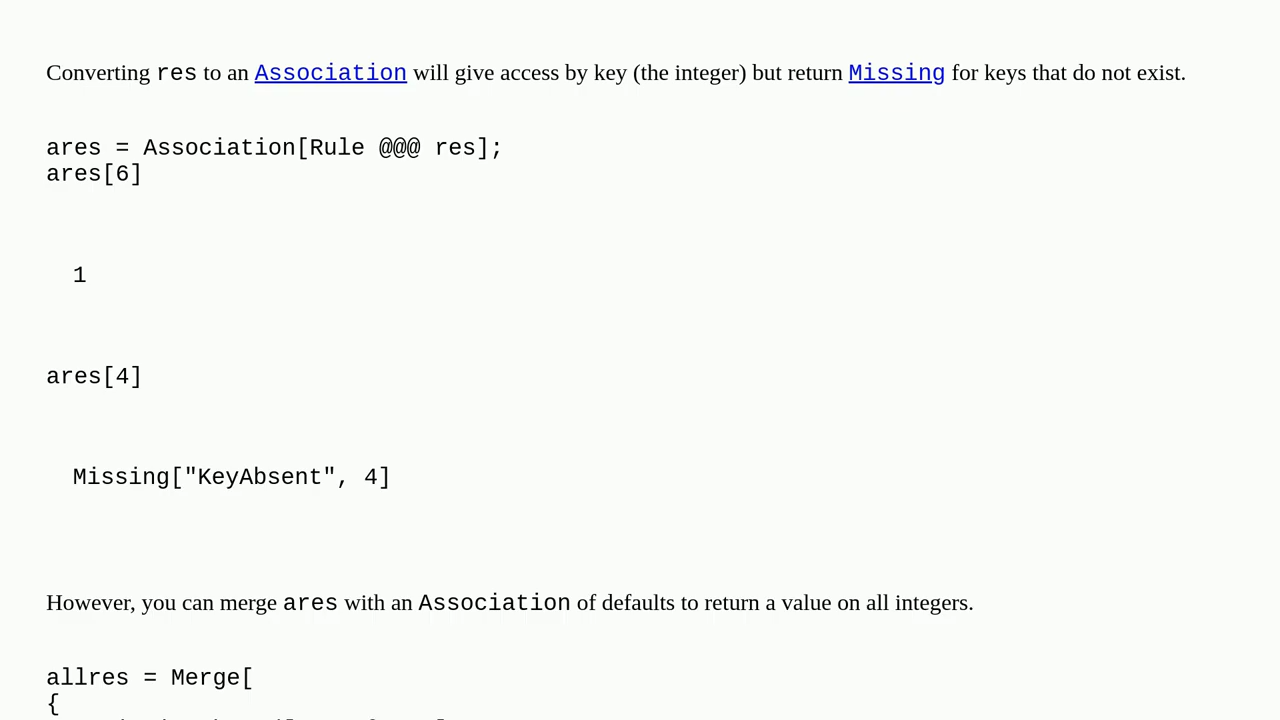 Converting res to an Association will give access by key (the integer) but return Missing for keys that do not exist.
ares = Association[Rule @@@ res];
ares[6]
1
ares[4]
Missing["KeyAbsent", 4]
However, you can merge ares with an Association of defaults to return a value on all integers.
allres = Merge[
{